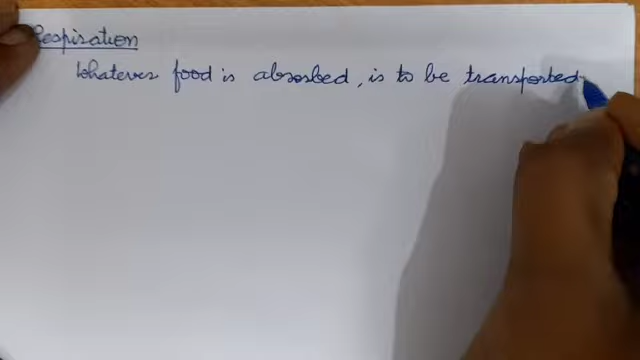 Respiration
Whatever food is absorbed, is to be transported